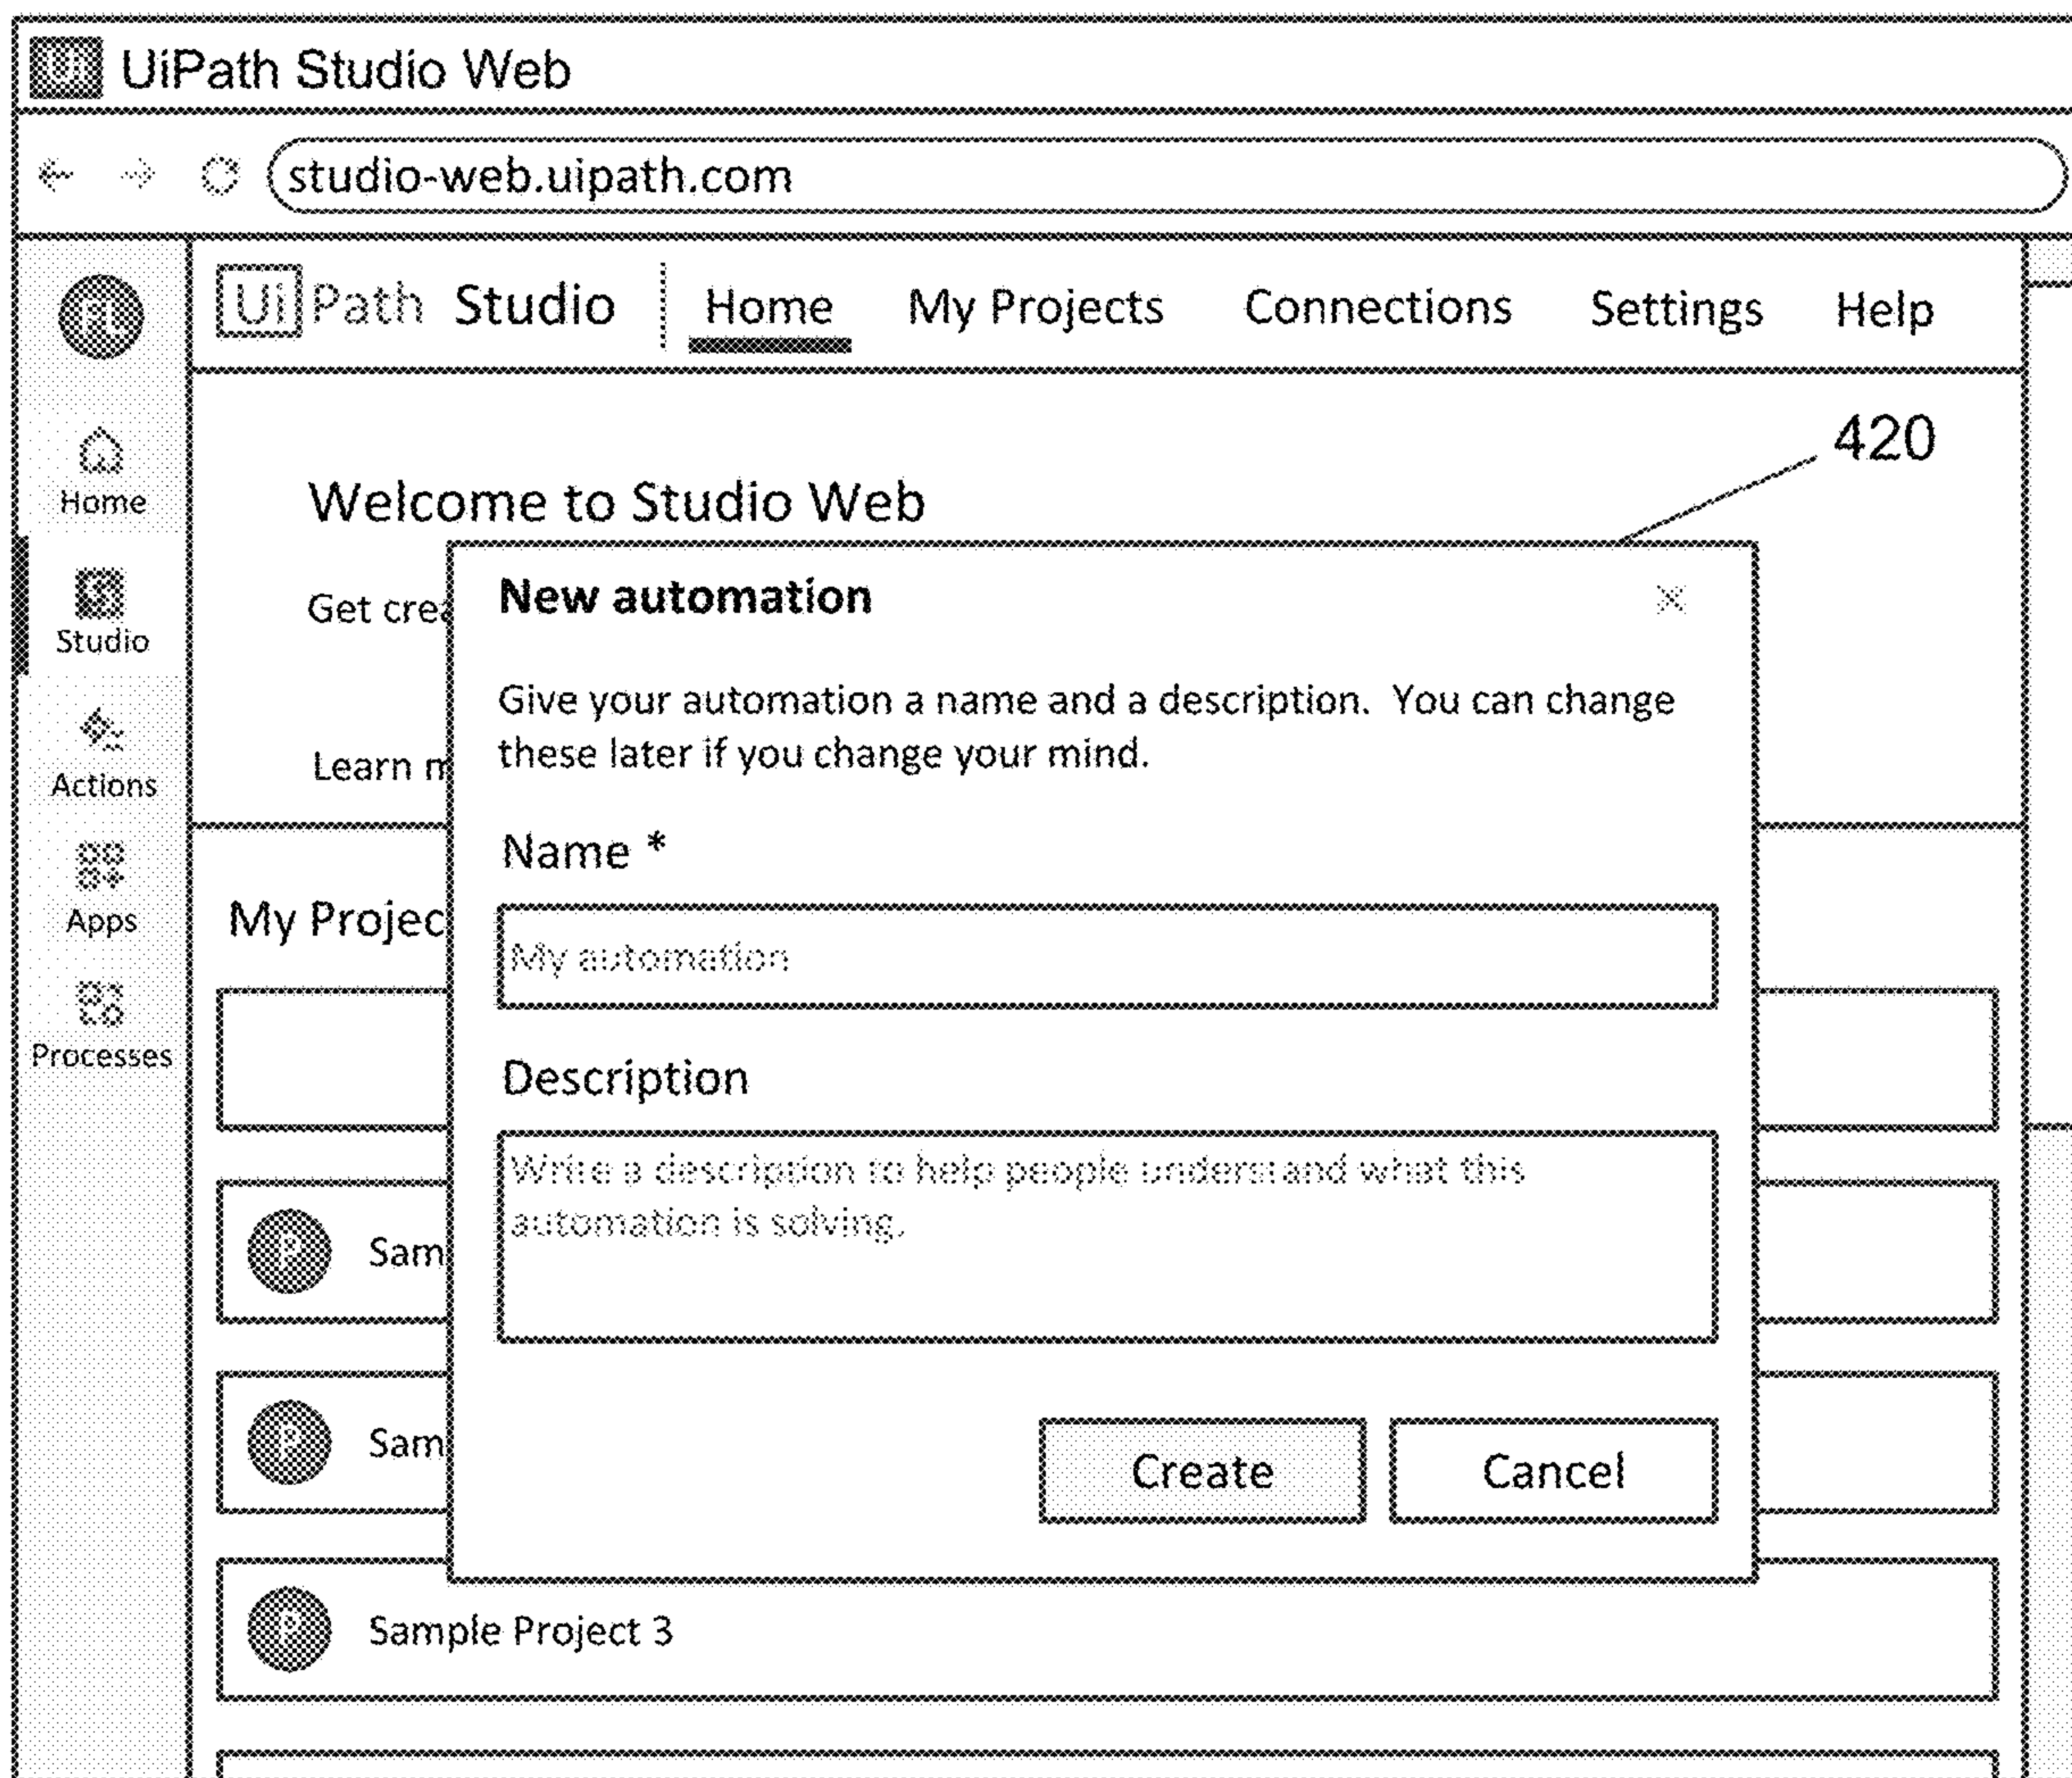 Ui UiPath Studio Web
studio-web.uipath.com
UiPath Studio Home My Projects Connections Settings Help
Home
Studio
Actions
Apps
Processes
420
Welcome to Studio Web
Get crea
Learn m
My Projec
P Sam
P Sam
P Sample Project 3
New automation
Give your automation a name and a description. You can change
these later if you change your mind.
Name *
My automation
Description
Write a description to help people understand what this
automation is solving.
Create Cancel